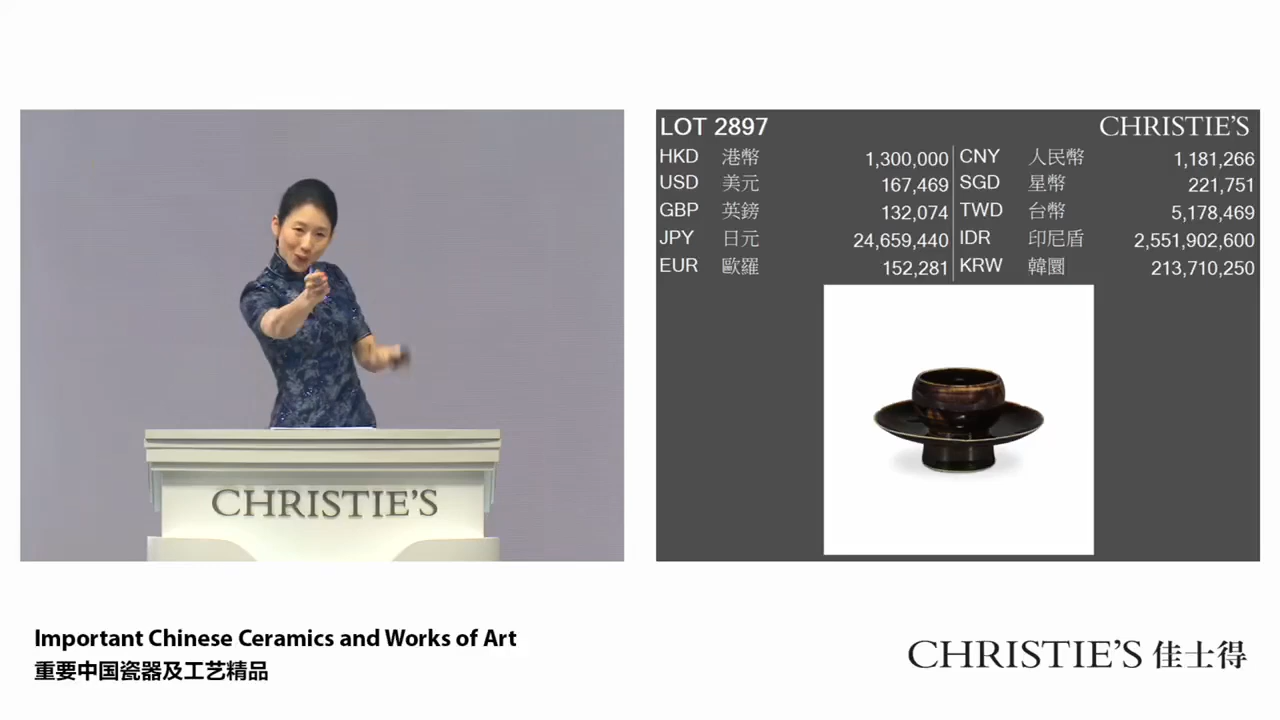 CHRISTIE'S
LOT 2897 CHRISTIE'S
HKD 港幣 1,300,000 CNY 人民幣 1,181,266
USD 美元 167,469 SGD 星幣 221,751
GBP 英鎊 132,074 TWD 台幣 5,178,469
JPY 日元 24,659,440 IDR 印尼盾 2,551,902,600
EUR 歐羅 152,281 KRW 韓圜 213,710,250
Important Chinese Ceramics and Works of Art
重要中国瓷器及工艺精品
CHRISTIE'S 佳士得